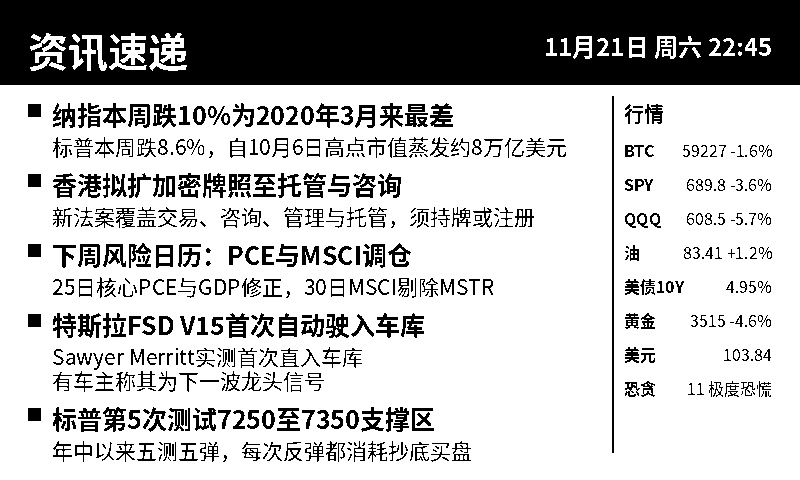 资讯速递
11月21日 周六 22:45
纳指本周跌10%为2020年3月来最差
标普本周跌8.6%，自10月6日高点市值蒸发约8万亿美元
香港拟扩加密牌照至托管与咨询
新法案覆盖交易、咨询、管理与托管，须持牌或注册
下周风险日历：PCE与MSCI调仓
25日核心PCE与GDP修正，30日MSCI剔除MSTR
特斯拉FSD V15首次自动驶入车库
Sawyer Merritt实测首次直入车库
有车主称其为下一波龙头信号
标普第5次测试7250至7350支撑区
年中以来五测五弹，每次反弹都消耗抄底买盘
行情
BTC 59227 -1.6%
SPY 689.8 -3.6%
QQQ 608.5 -5.7%
油 83.41 +1.2%
美债10Y 4.95%
黄金 3515 -4.6%
美元 103.84
恐贪 11 极度恐慌